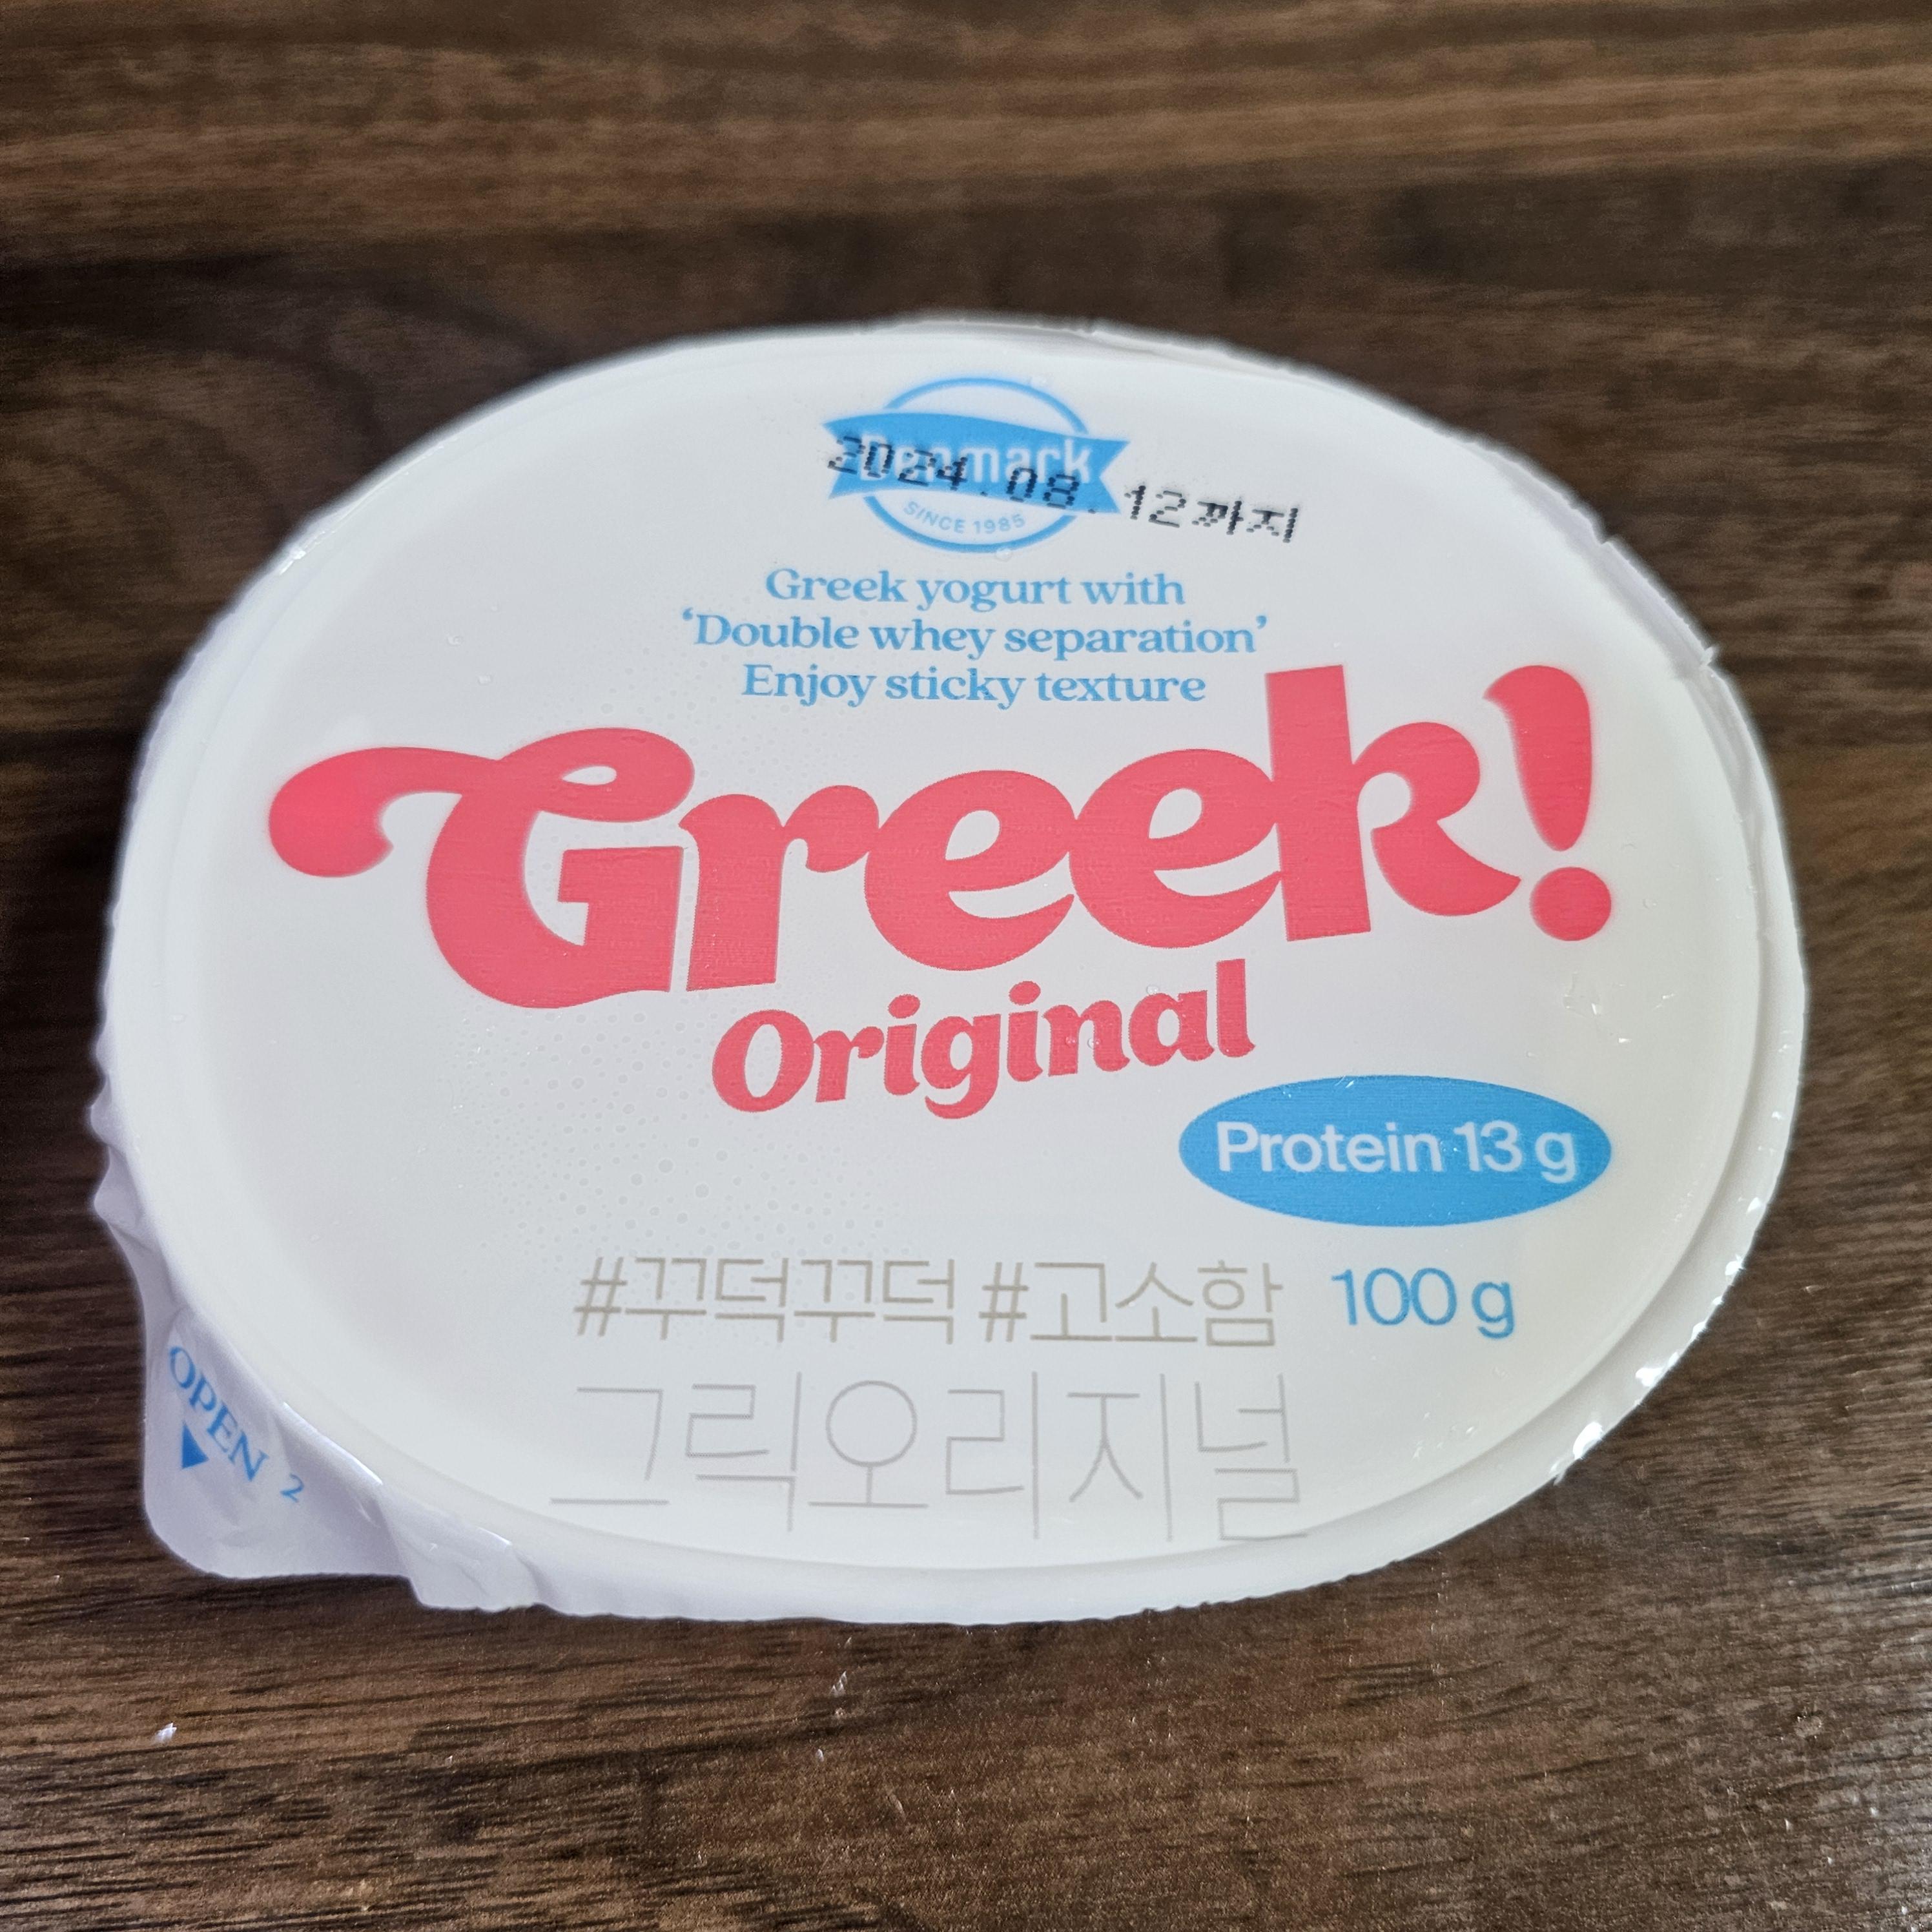 Denmark
2024.08.12까지
SINCE 1985
Greek yogurt with
‘Double whey separation’
Enjoy sticky texture
Greek!
Original
Protein 13 g
#꾸덕꾸덕 #고소함 100 g
그릭오리지널
OPEN 2